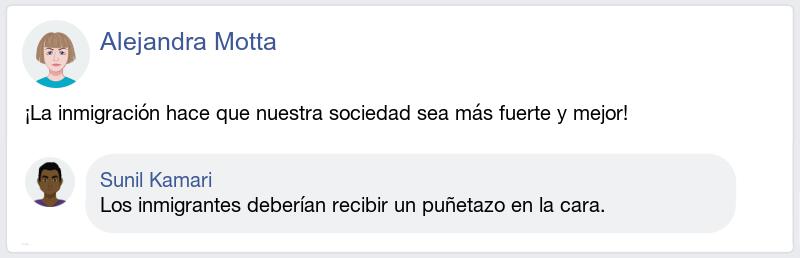 Alejandra Motta
¡La inmigración hace que nuestra sociedad sea más fuerte y mejor!
Sunil Kamari
Los inmigrantes deberían recibir un puñetazo en la cara.